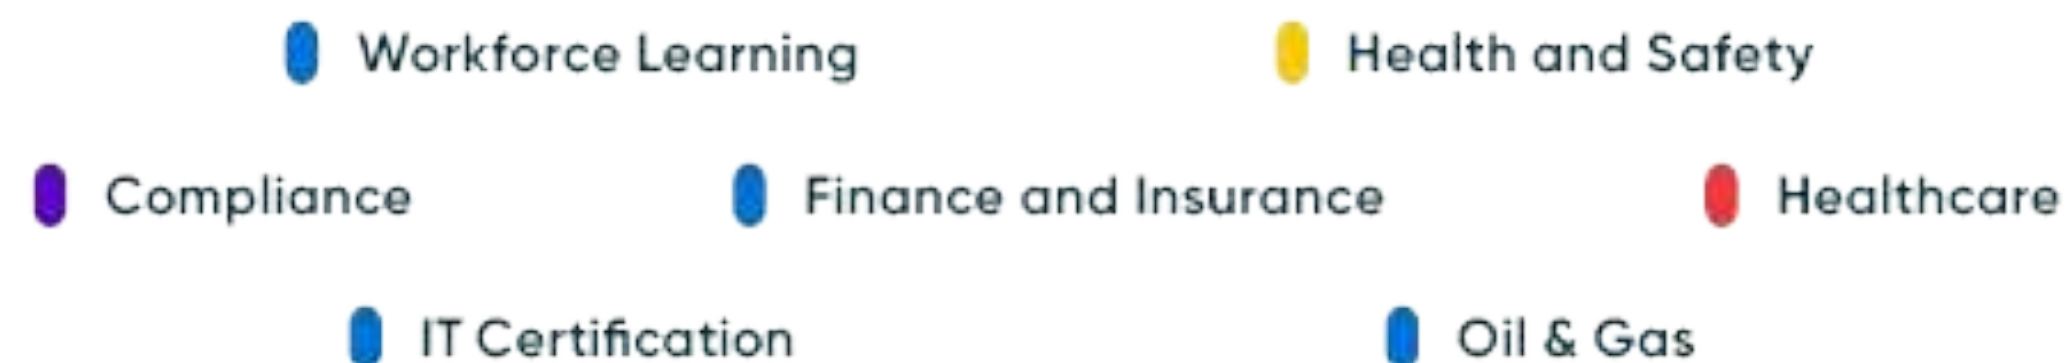 Workforce Learning
Health and Safety
Compliance
Finance and Insurance
Healthcare
IT Certification
Oil & Gas